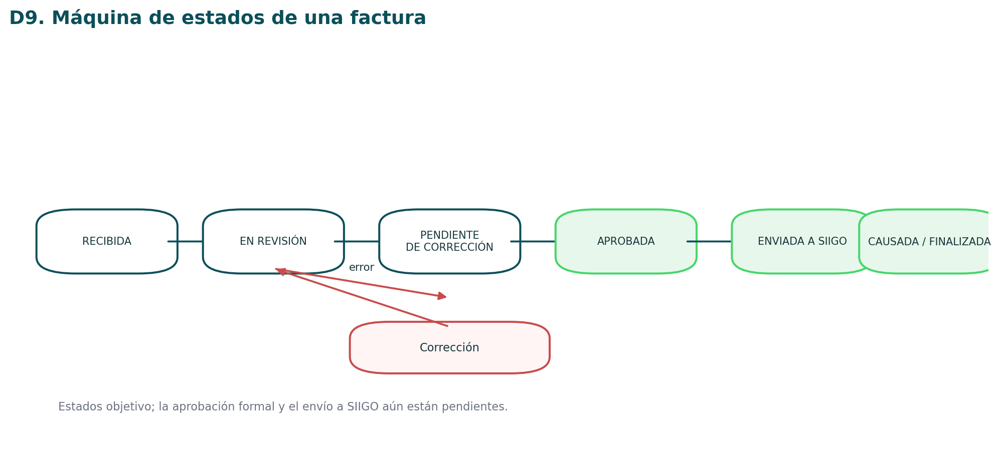 D9. Máquina de estados de una factura
RECIBIDA
EN REVISIÓN
PENDIENTE
DE CORRECCIÓN
APROBADA
ENVIADA A SIIGO
CAUSADA / FINALIZADA
error
Corrección
Estados objetivo; la aprobación formal y el envío a SIIGO aún están pendientes.